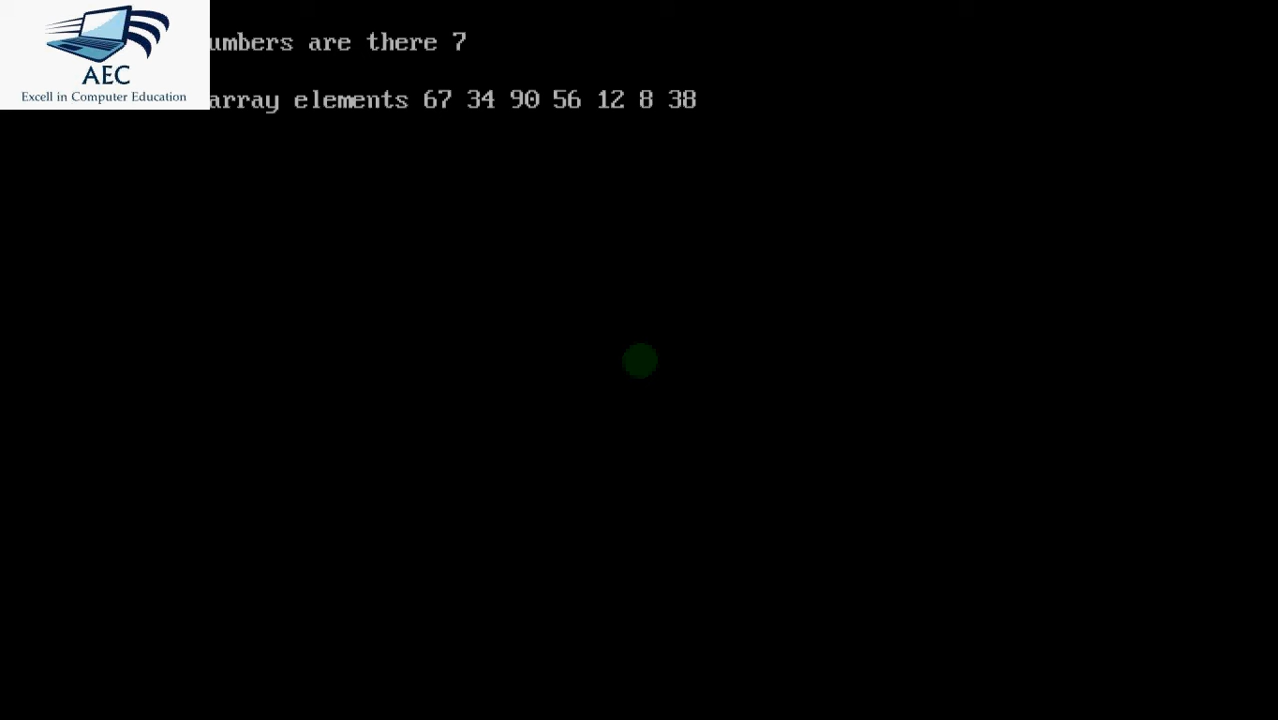 umbers are there 7
AEC
Excell in Computer Education
array elements 67 34 90 56 12 8 38